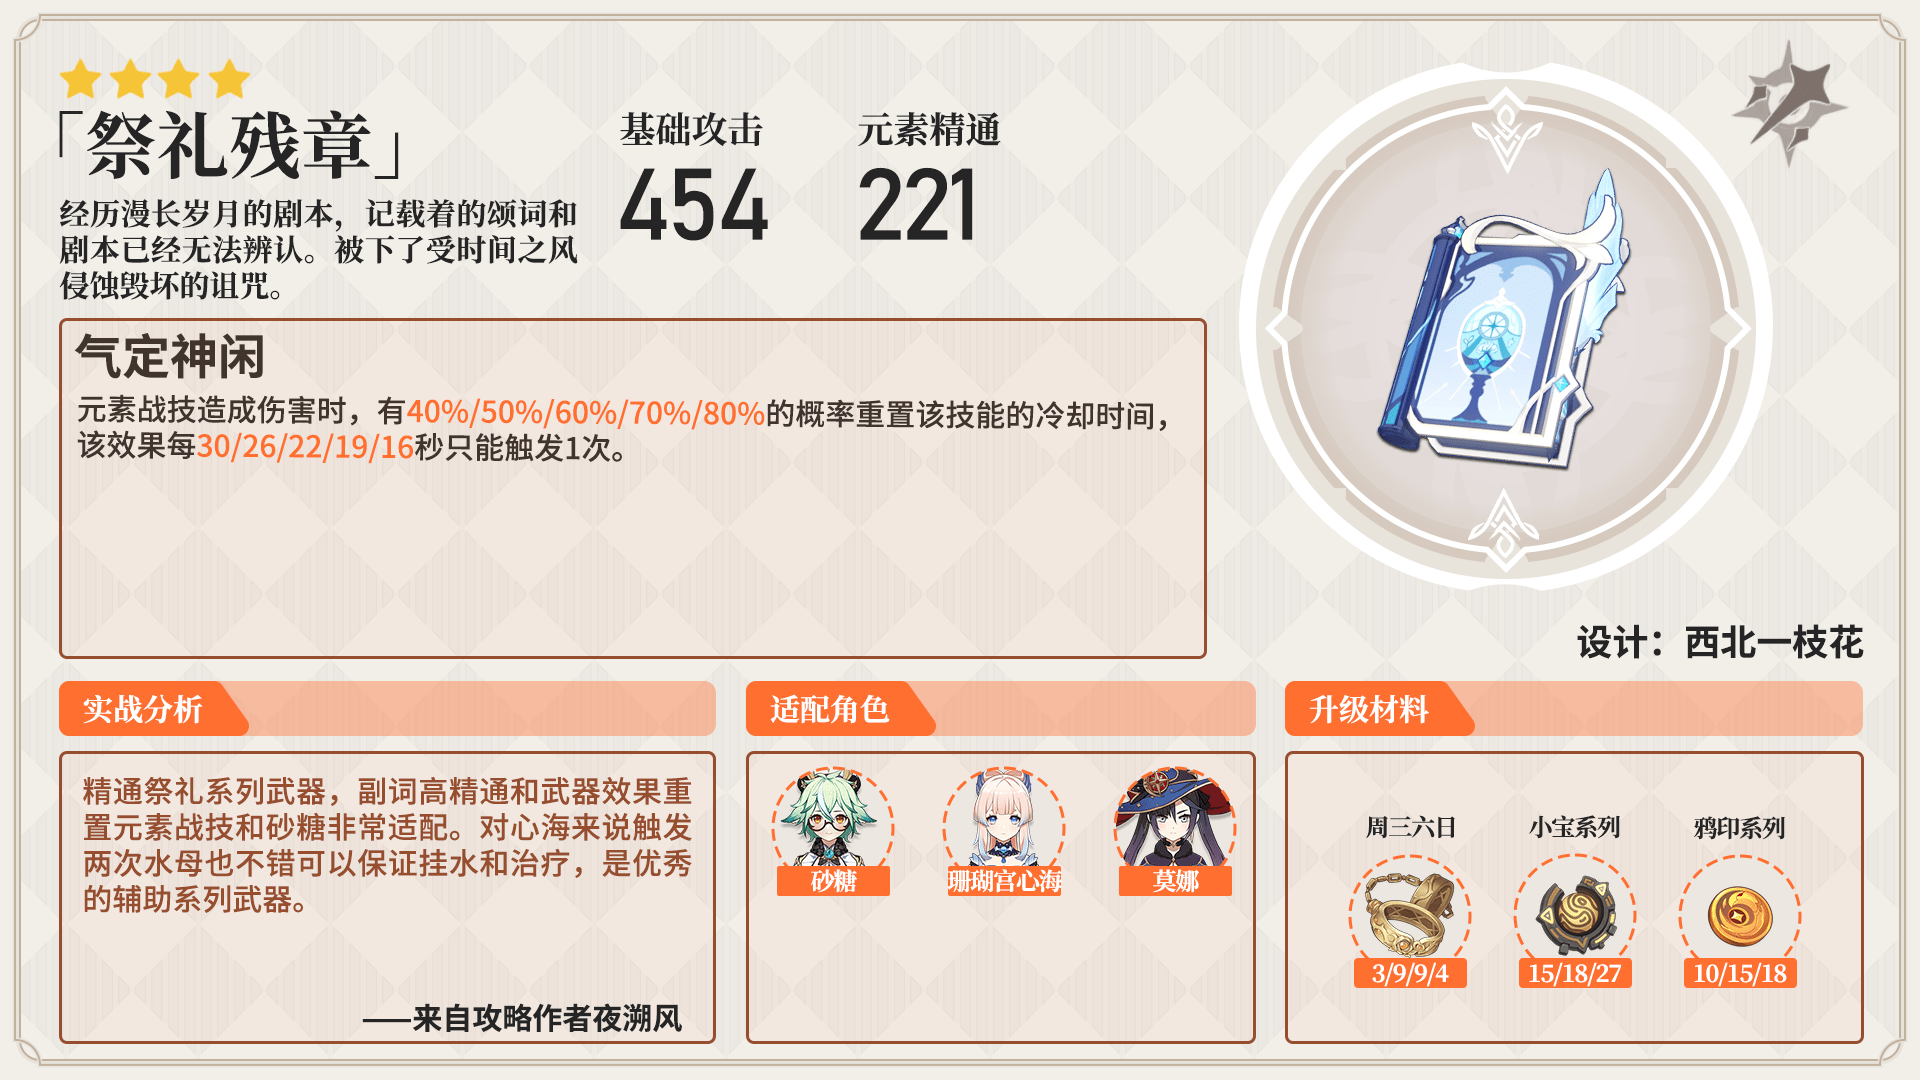 「祭礼残章」
经历漫长岁月的剧本，记载着的颂词和
剧本已经无法辨认。被下了受时间之风
侵蚀毁坏的诅咒。
基础攻击
454
元素精通
221
气定神闲
元素战技造成伤害时，有40%/50%/60%/70%/80%的概率重置该技能的冷却时间，
该效果每30/26/22/19/16秒只能触发1次。
设计：西北一枝花
实战分析
精通祭礼系列武器，副词高精通和武器效果重
置元素战技和砂糖非常适配。对心海来说触发
两次水母也不错可以保证挂水和治疗，是优秀
的辅助系列武器。
——来自攻略作者夜溯风
适配角色
砂糖
珊瑚宫心海
莫娜
升级材料
周三六日
小宝系列
鸦印系列
3/9/9/4
15/18/27
10/15/18